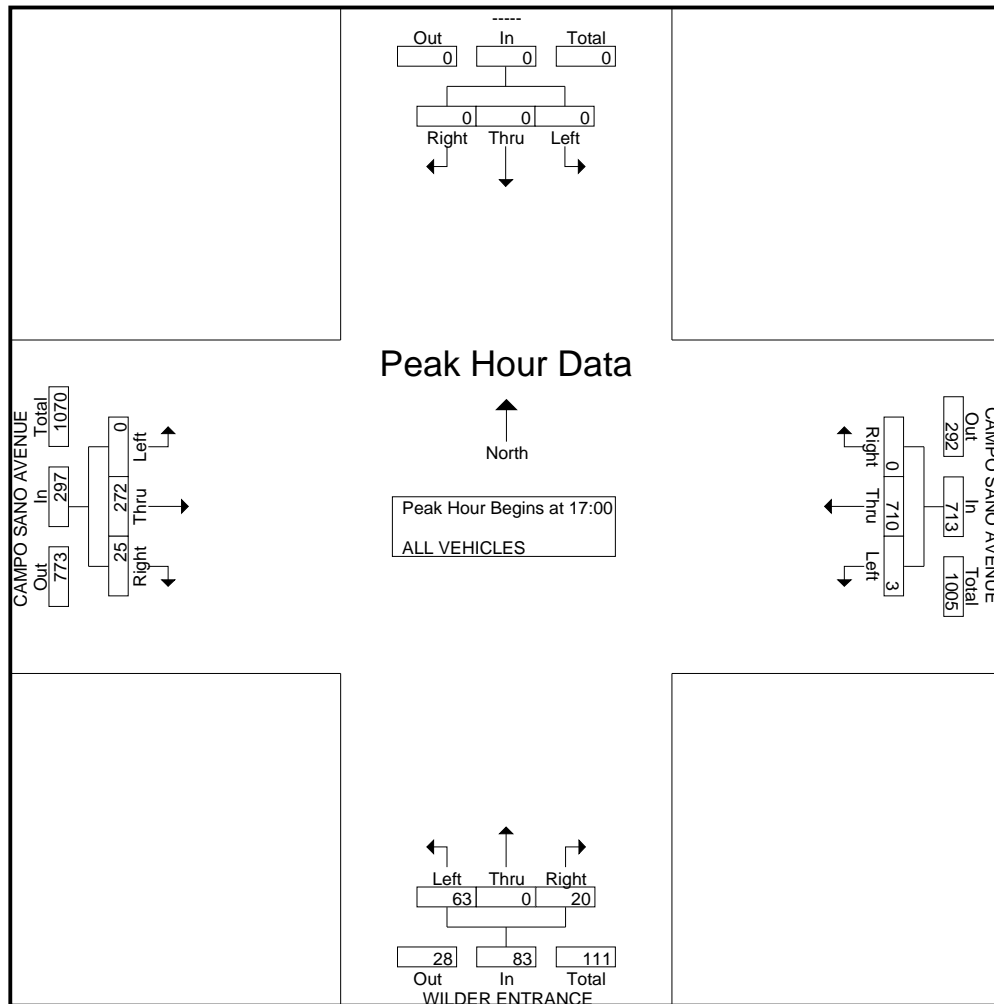 -----
Out In Total
0 0 0
0 0 0
Right Thru Left
Peak Hour Data
North
Peak Hour Begins at 17:00
ALL VEHICLES
CAMPO SANO AVENUE
Out In Total
773 297 1070
25 272 0
Right Thru Left
CAMPO SANO AVENUE
Out In Total
292 713 1005
0 710 3
Right Thru Left
Left Thru Right
63 0 20
28 83 111
Out In Total
WILDER ENTRANCE